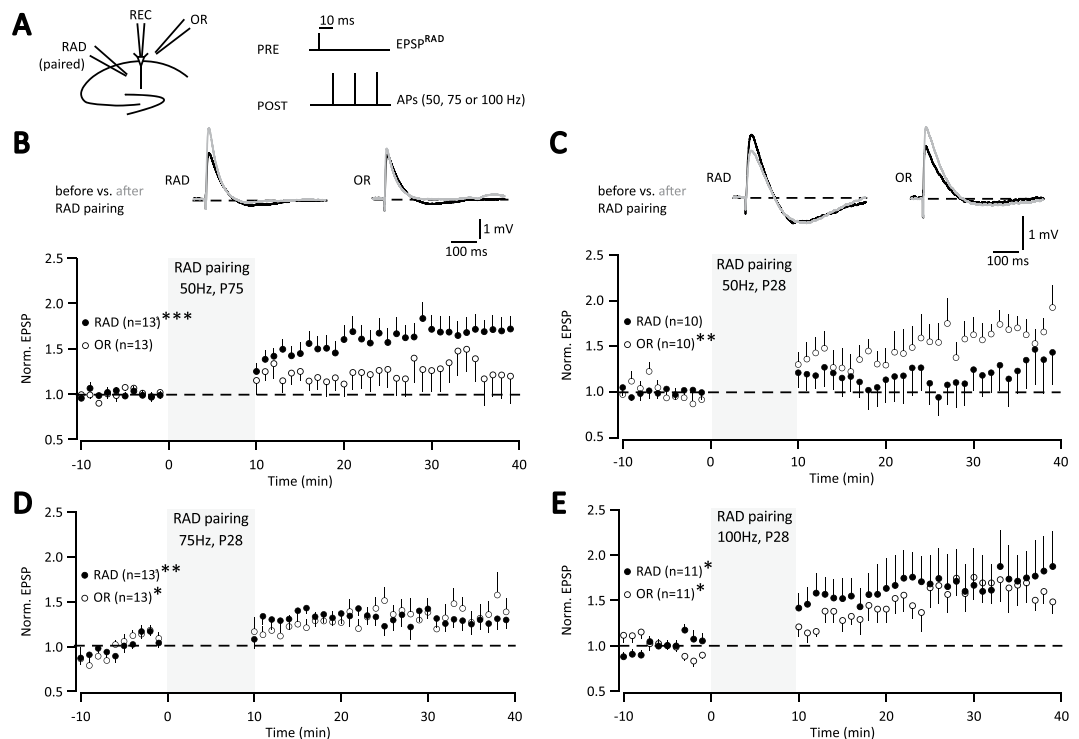 A
REC
OR
RAD
(paired)
10 ms
PRE
EPSP^RAD
POST
APs (50, 75 or 100 Hz)
B
before vs. after
RAD pairing
RAD
OR
1 mV
100 ms
2.5
2.0
1.5
1.0
0.5
Norm. EPSP
RAD pairing
50Hz, P75
RAD (n=13) ***
OR (n=13)
-10
0
10
20
30
40
Time (min)
C
before vs. after
RAD pairing
RAD
OR
1 mV
100 ms
2.5
2.0
1.5
1.0
0.5
Norm. EPSP
RAD pairing
50Hz, P28
RAD (n=10)
OR (n=10) **
-10
0
10
20
30
40
Time (min)
D
2.5
2.0
1.5
1.0
0.5
Norm. EPSP
RAD pairing
75Hz, P28
RAD (n=13) **
OR (n=13) *
-10
0
10
20
30
40
Time (min)
E
2.5
2.0
1.5
1.0
0.5
Norm. EPSP
RAD pairing
100Hz, P28
RAD (n=11) *
OR (n=11) *
-10
0
10
20
30
40
Time (min)